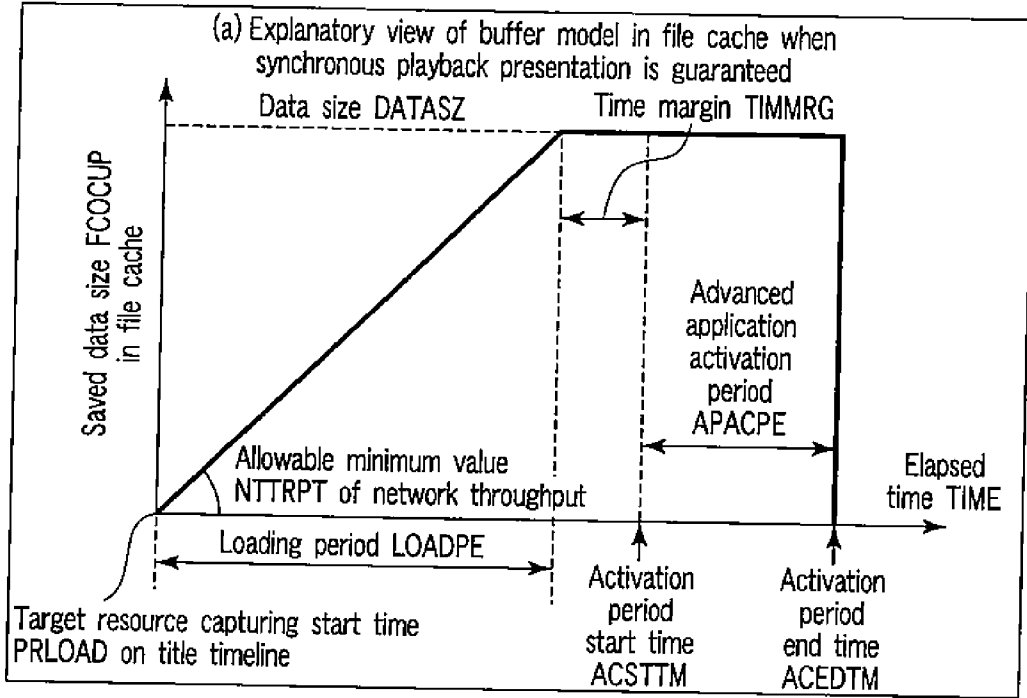 (a) Explanatory view of buffer model in file cache when
synchronous playback presentation is guaranteed
Data size DATASZ
Time margin TIMMRG
Saved data size FCOCUP
in file cache
Advanced
application
activation
period
APACPE
Allowable minimum value
NTTRPT of network throughput
Elapsed
time TIME
Loading period LOADPE
Target resource capturing start time
PRLOAD on title timeline
Activation
period
start time
ACSTTM
Activation
period
end time
ACEDTM